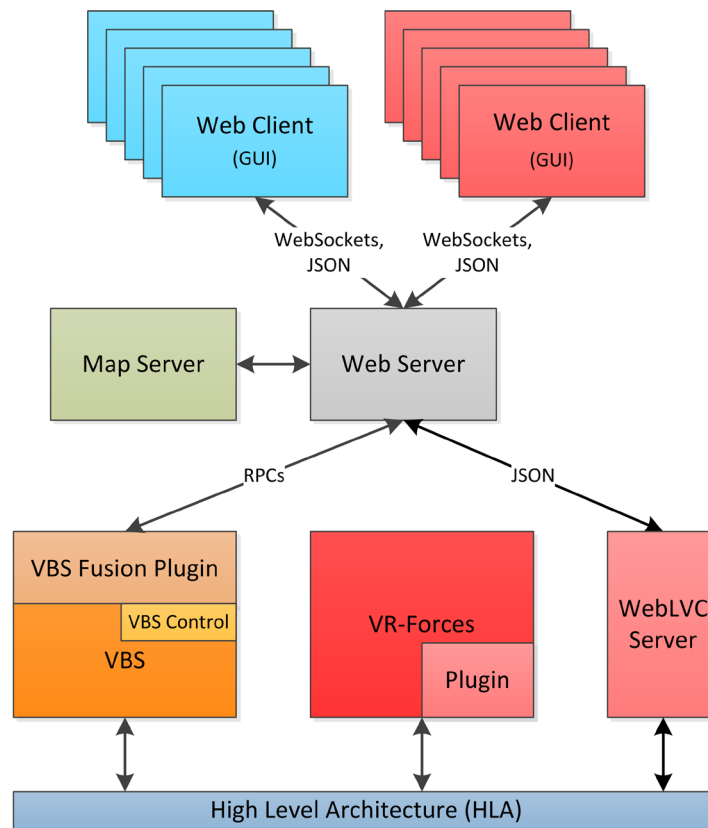 Web Client
(GUI)
Web Client
(GUI)
WebSockets,
JSON
WebSockets,
JSON
Map Server
Web Server
RPCs
JSON
VBS Fusion Plugin
VBS Control
VBS
VR-Forces
Plugin
WebLVC
Server
High Level Architecture (HLA)